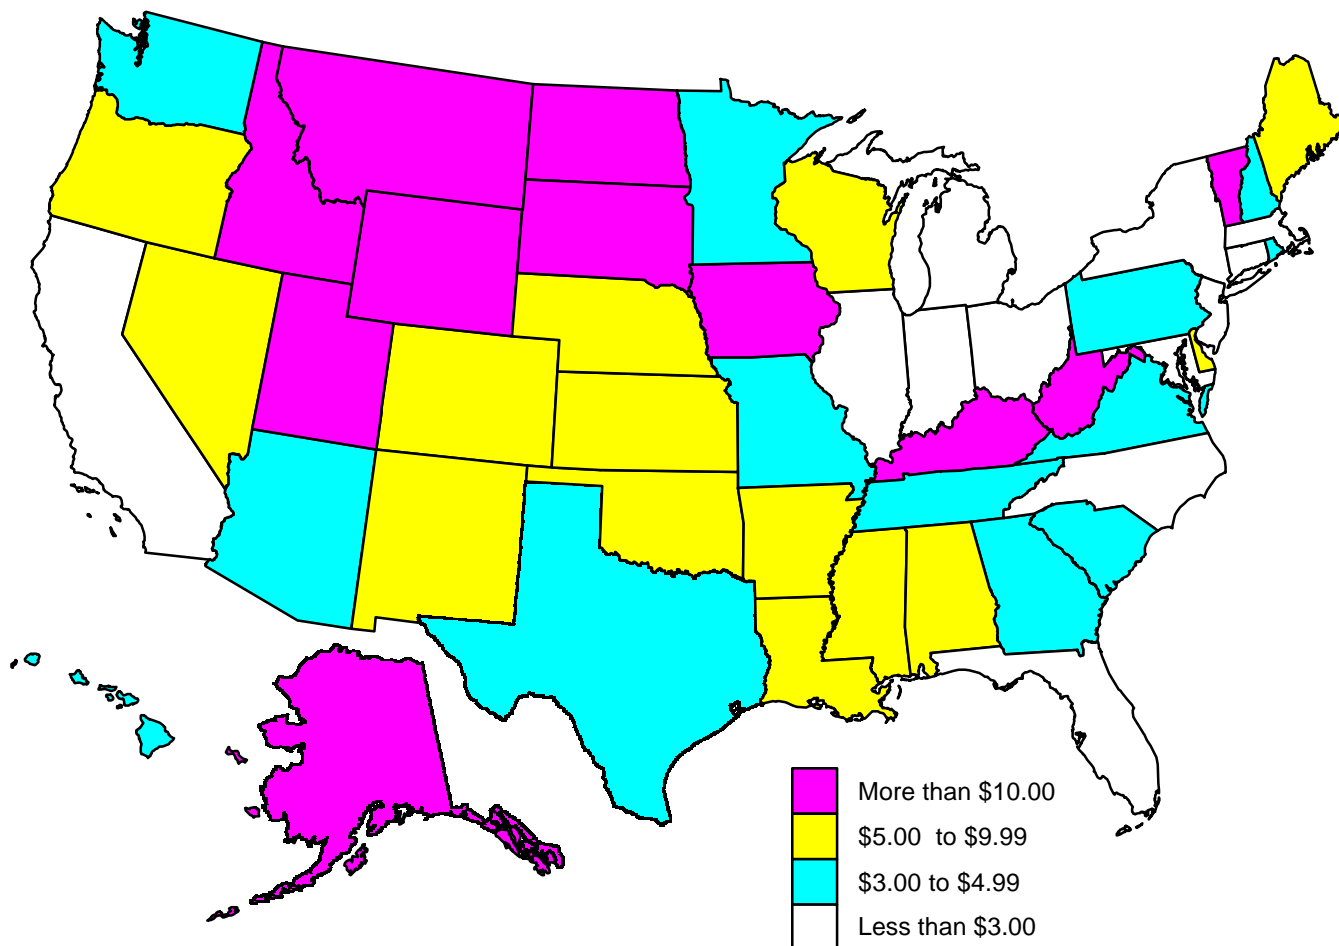 More than $10.00
$5.00  to $9.99
$3.00 to $4.99
Less than $3.00